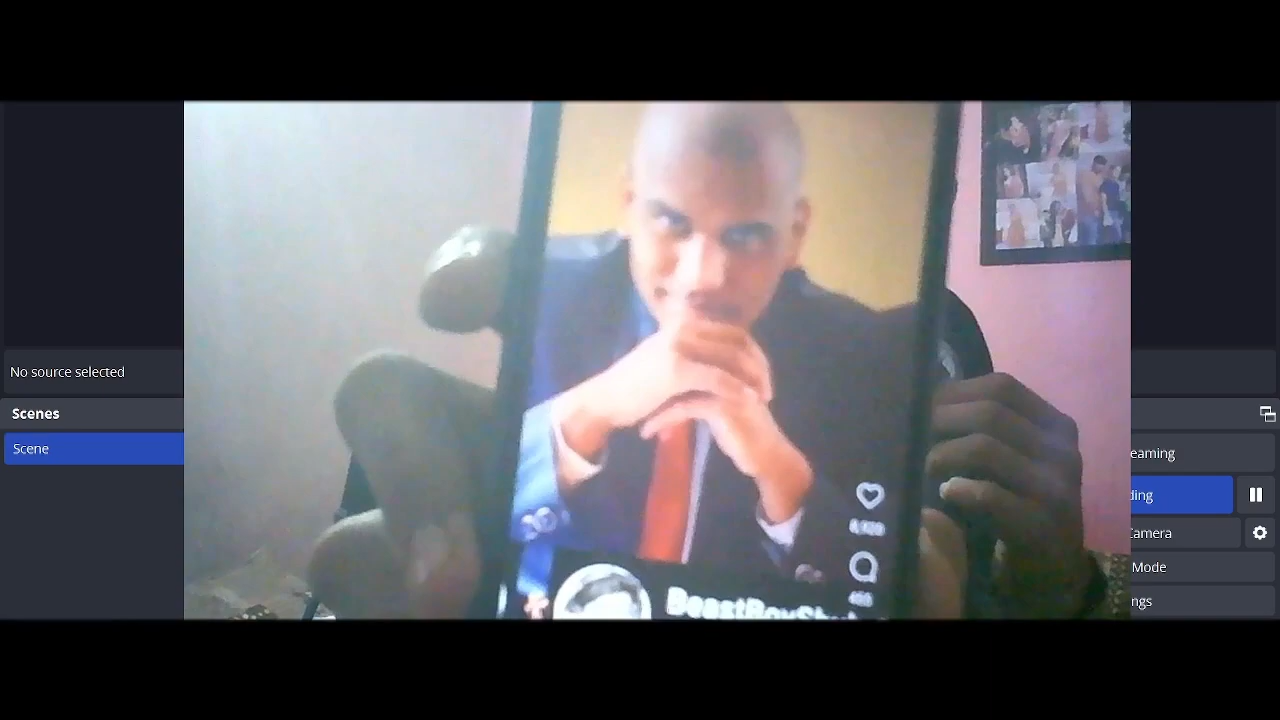 No source selected
Scenes
Scene
eaming
ding
Camera
Mode
ngs